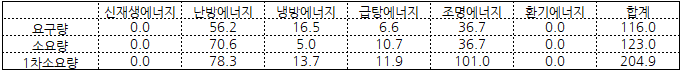 신재생에너지 난방에너지 냉방에너지 급탕에너지 조명에너지 환기에너지 합계
요구량 0.0 56.2 16.5 6.6 36.7 0.0 116.0
소요량 0.0 70.6 5.0 10.7 36.7 0.0 123.0
1차소요량 0.0 78.3 13.7 11.9 101.0 0.0 204.9